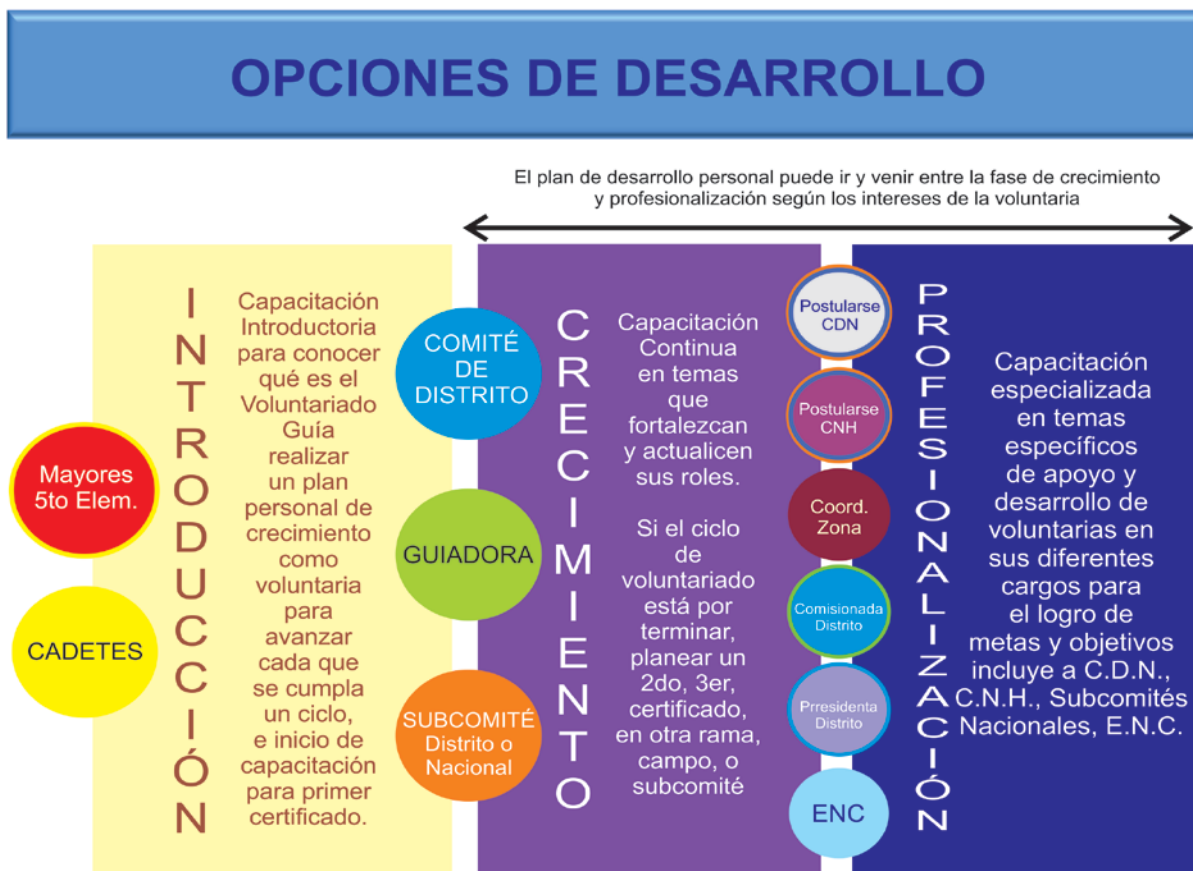 OPCIONES DE DESARROLLO
El plan de desarrollo personal puede ir y venir entre la fase de crecimiento
y profesionalización según los intereses de la voluntaria
Mayores
5to Elem.
CADETES
INTRODUCCIÓN
Capacitación
Introductoria
para conocer
qué es el
Voluntariado
Guía
realizar
un plan
personal de
crecimiento
como
voluntaria
para
avanzar
cada que
se cumpla
un ciclo,
e inicio de
capacitación
para primer
certificado.
COMITÉ
DE
DISTRITO
GUIADORA
SUBCOMITÉ
Distrito o
Nacional
CRECIMIENTO
Capacitación
Continua
en temas
que
fortalezcan
y actualicen
sus roles.
Si el ciclo
de
voluntariado
está por
terminar,
planear un
2do, 3er,
certificado,
en otra rama,
campo, o
subcomité
Postularse
CDN
Postularse
CNH
Coord.
Zona
Comisionada
Distrito
Prresidenta
Distrito
ENC
PROFESIONALIZACIÓN
Capacitación
especializada
en temas
específicos
de apoyo y
desarrollo de
voluntarias en
sus diferentes
cargos para
el logro de
metas y objetivos
incluye a C.D.N.,
C.N.H., Subcomités
Nacionales, E.N.C.